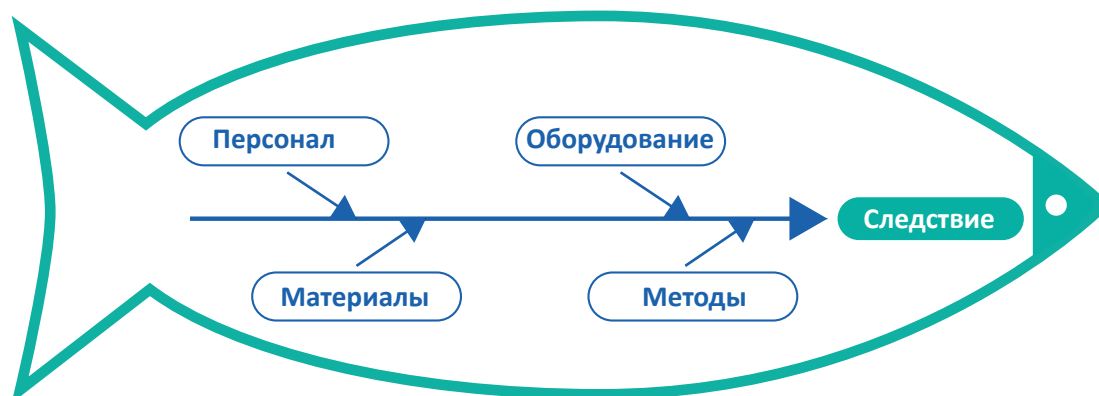 Персонал
Оборудование
Следствие
Материалы
Методы